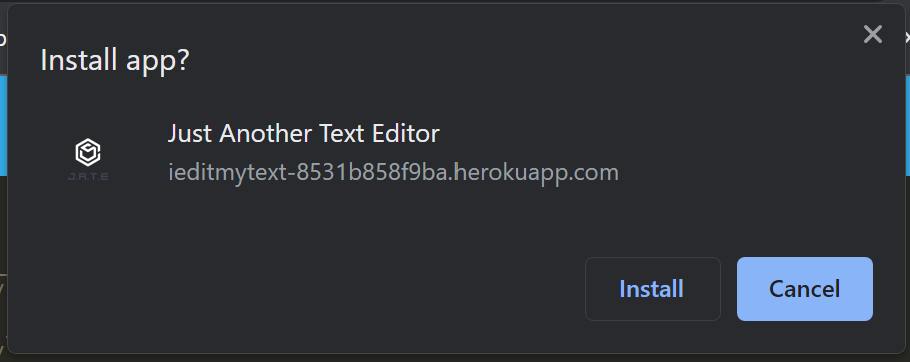 Install app?
Just Another Text Editor
J.A.T.E
ieditmytext-8531b858f9ba.herokuapp.com
Install
Cancel